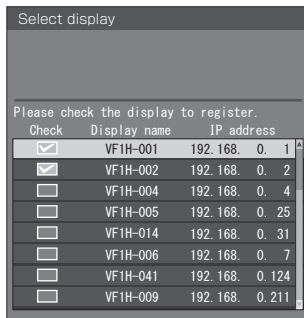 Select display
Please check the display to register.
Check Display name IP address
VF1H-001 192.168. 0. 1
VF1H-002 192.168. 0. 2
VF1H-004 192.168. 0. 4
VF1H-005 192.168. 0. 25
VF1H-014 192.168. 0. 31
VF1H-006 192.168. 0. 7
VF1H-041 192.168. 0.124
VF1H-009 192.168. 0.211